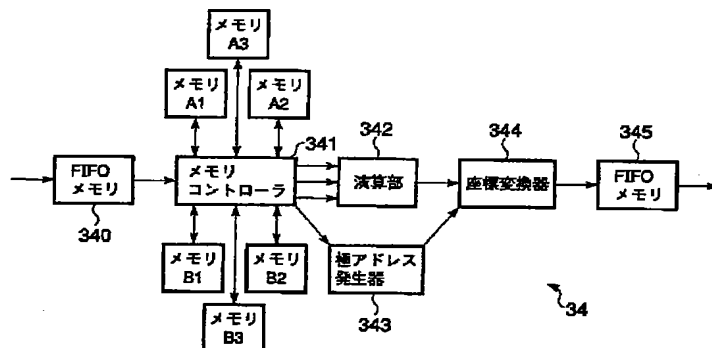 メモリ
A3
メモリ
A1
メモリ
A2
341
342
344
345
FIFO
メモリ
340
メモリ
コントローラ
演算部
座標変換器
FIFO
メモリ
メモリ
B1
メモリ
B2
極アドレス
発生器
343
34
メモリ
B3